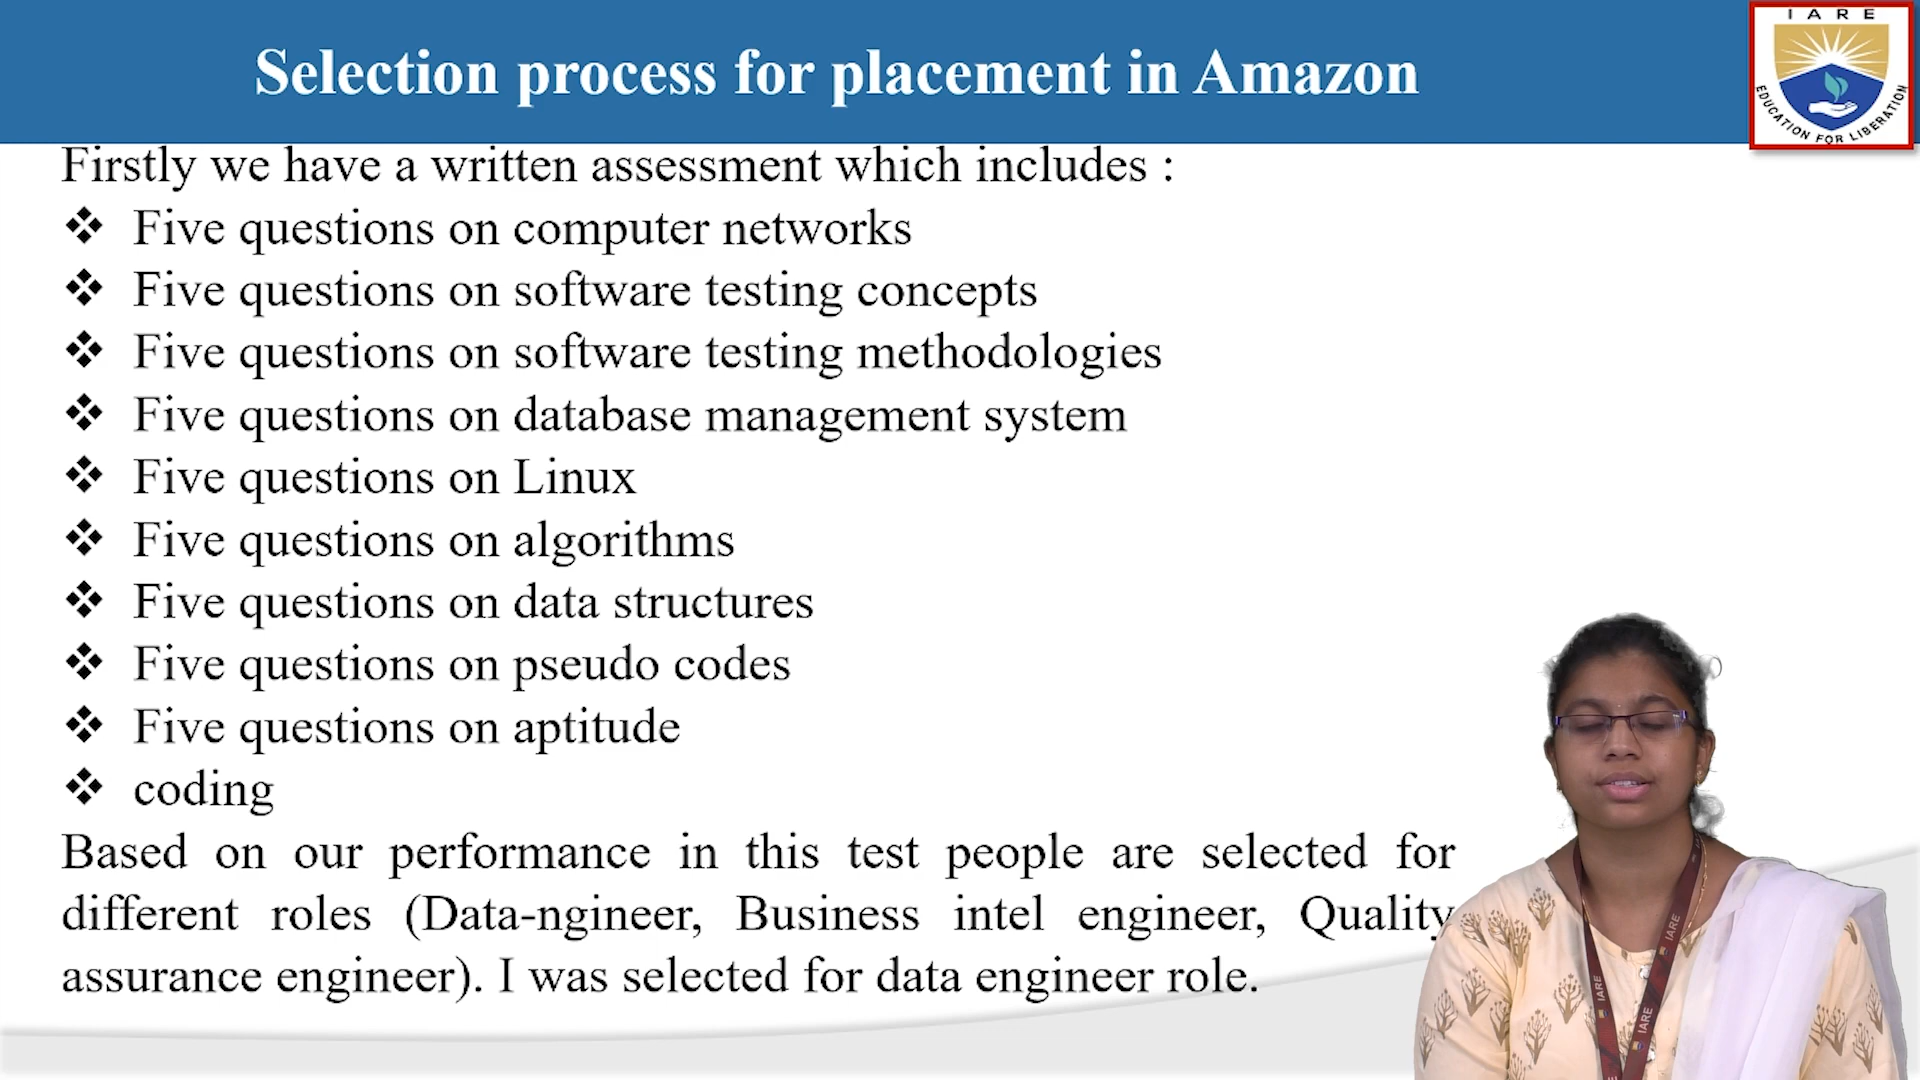 Selection process for placement in Amazon
I A R E
EDUCATION FOR LIBERATION
Firstly we have a written assessment which includes :
❖ Five questions on computer networks
❖ Five questions on software testing concepts
❖ Five questions on software testing methodologies
❖ Five questions on database management system
❖ Five questions on Linux
❖ Five questions on algorithms
❖ Five questions on data structures
❖ Five questions on pseudo codes
❖ Five questions on aptitude
❖ coding
Based on our performance in this test people are selected for
different roles (Data-ngineer, Business intel engineer, Quality
assurance engineer). I was selected for data engineer role.
IARE
IARE
IARE